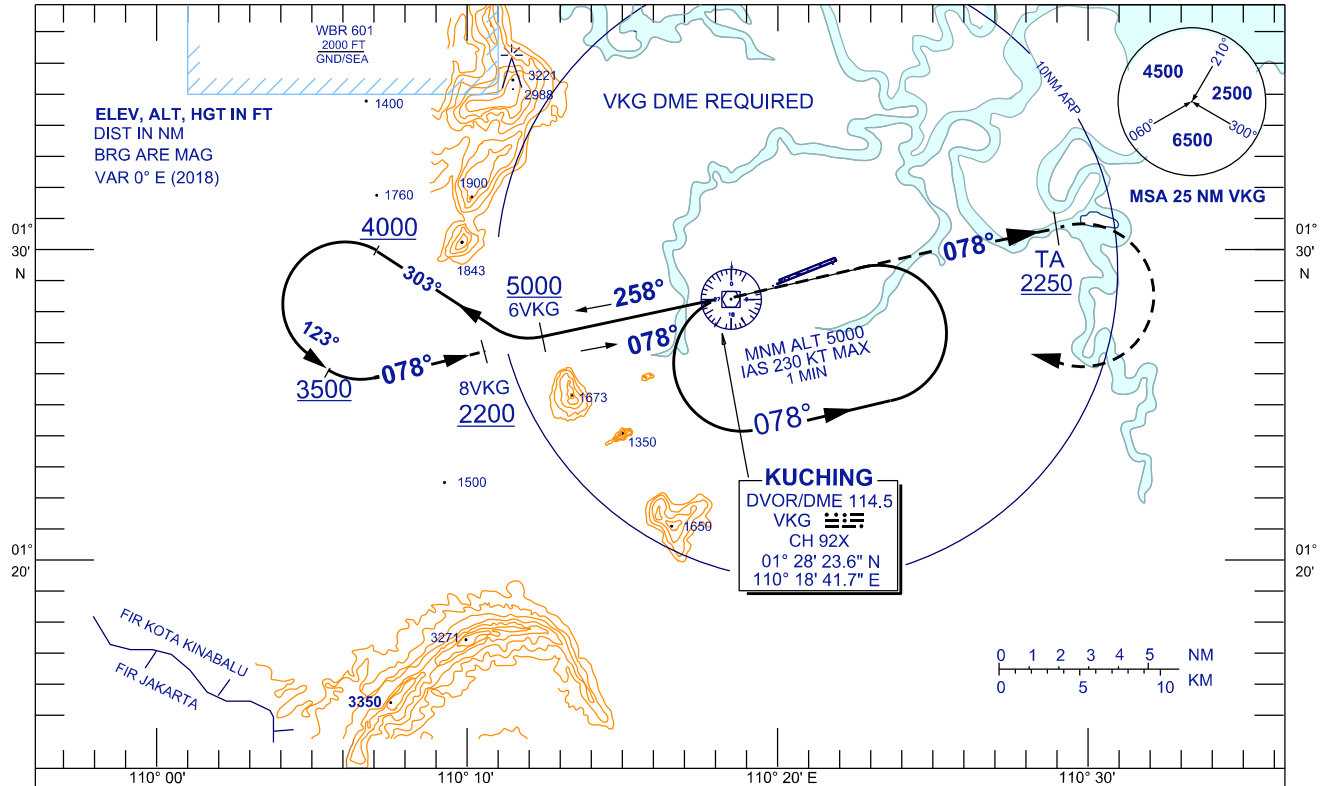 WBR 601
2000 FT
GND/SEA
3221
2988
1400
ELEV, ALT, HGT IN FT
DIST IN NM
BRG ARE MAG
VAR 0° E (2018)
VKG DME REQUIRED
10NM ARP
4500
210°
2500
060°
300°
6500
MSA 25 NM VKG
1900
1760
01°
30'
N
4000
1843
303°
5000
6VKG
258°
078°
078°
TA
2250
01°
30'
N
123°
3500
078°
8VKG
2200
MNM ALT 5000
IAS 230 KT MAX
1 MIN
078°
1673
1350
1500
1650
KUCHING
DVOR/DME 114.5
VKG
CH 92X
01° 28' 23.6" N
110° 18' 41.7" E
01°
20'
01°
20'
FIR KOTA KINABALU
FIR JAKARTA
3271
3350
0 1 2 3 4 5 NM
0 5 10 KM
110° 00'
110° 10'
110° 20' E
110° 30'